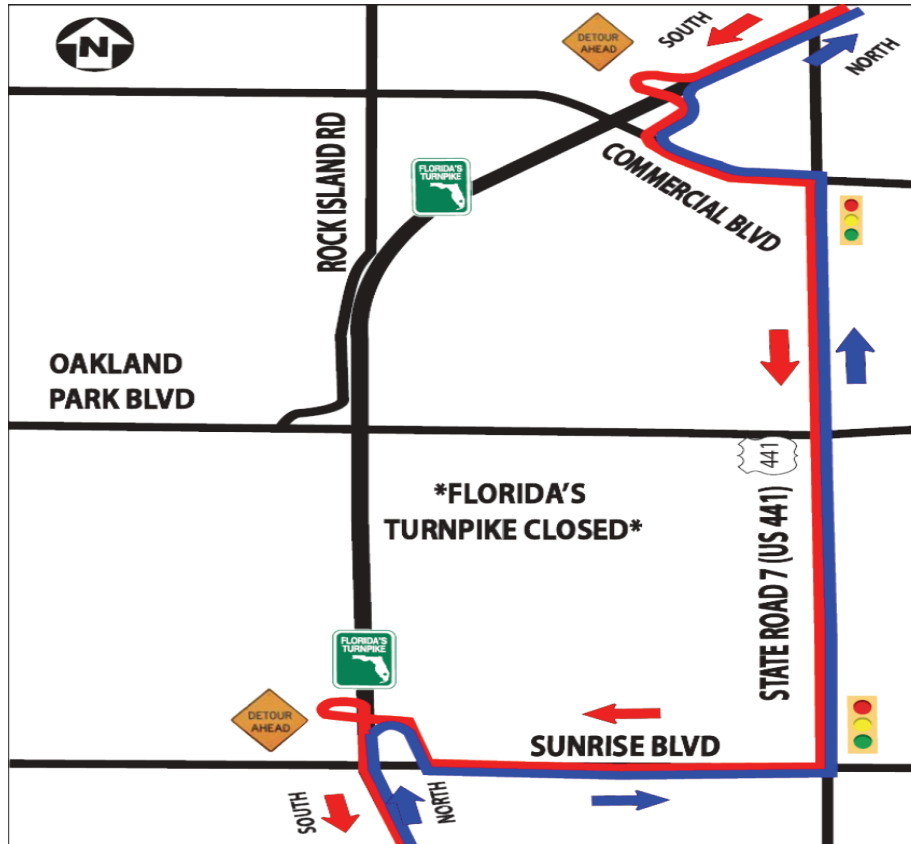 N
DETOUR
AHEAD
SOUTH
NORTH
ROCK ISLAND RD
FLORIDA'S
TURNPIKE
COMMERCIAL BLVD
OAKLAND
PARK BLVD
441
*FLORIDA'S
TURNPIKE CLOSED*
STATE ROAD 7 (US 441)
FLORIDA'S
TURNPIKE
DETOUR
AHEAD
SUNRISE BLVD
SOUTH
NORTH